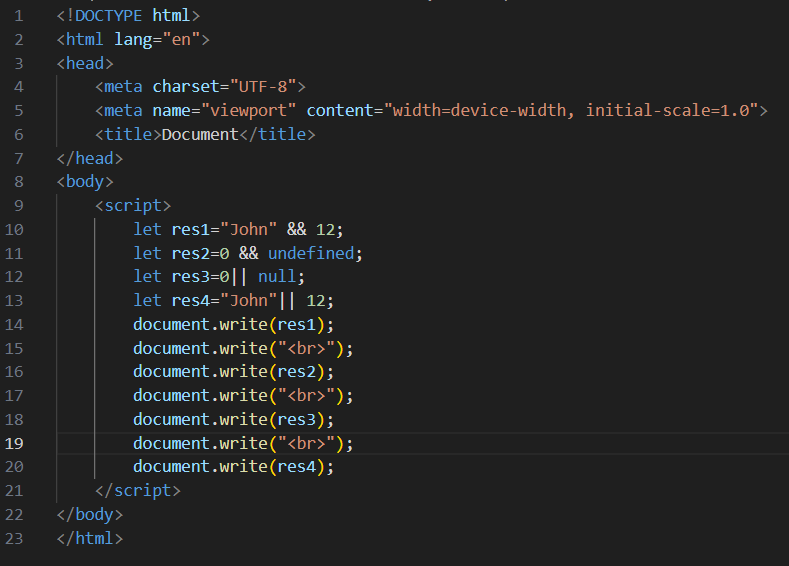 1 <!DOCTYPE html>
2 <html lang="en">
3 <head>
4     <meta charset="UTF-8">
5     <meta name="viewport" content="width=device-width, initial-scale=1.0">
6     <title>Document</title>
7 </head>
8 <body>
9     <script>
10         let res1="John" && 12;
11         let res2=0 && undefined;
12         let res3=0|| null;
13         let res4="John"|| 12;
14         document.write(res1);
15         document.write("<br>");
16         document.write(res2);
17         document.write("<br>");
18         document.write(res3);
19         document.write("<br>");
20         document.write(res4);
21     </script>
22 </body>
23 </html>